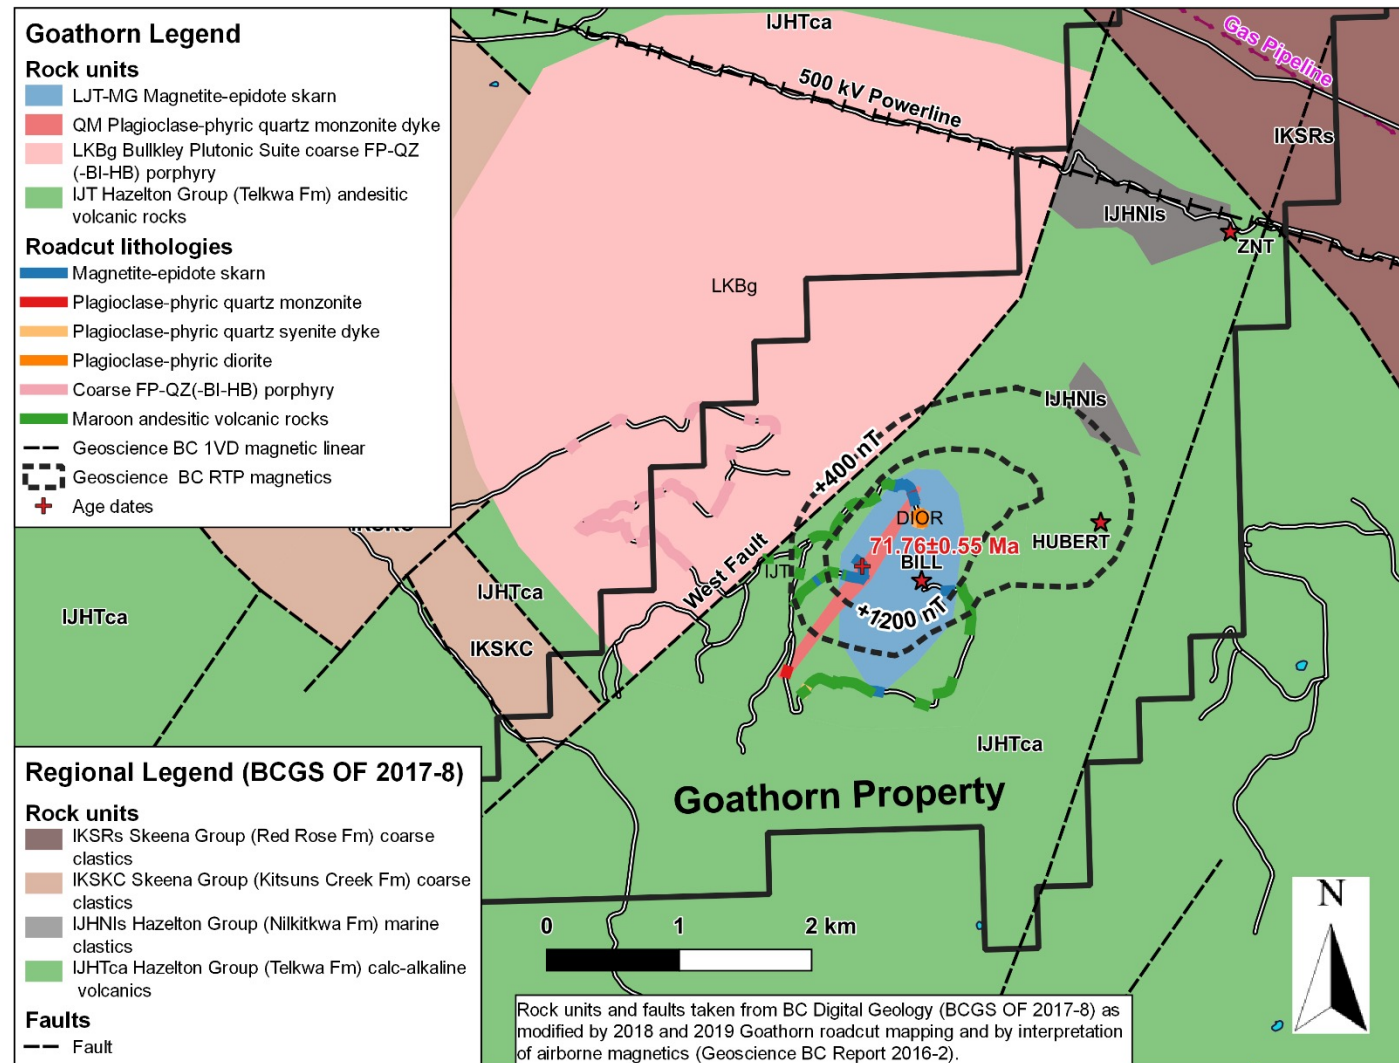 Goathorn Legend
Rock units
LJT-MG Magnetite-epidote skarn
QM Plagioclase-phyric quartz monzonite dyke
LKBg Bullkley Plutonic Suite coarse FP-QZ
(-BI-HB) porphyry
IJT Hazelton Group (Telkwa Fm) andesitic
volcanic rocks
Roadcut lithologies
Magnetite-epidote skarn
Plagioclase-phyric quartz monzonite
Plagioclase-phyric quartz syenite dyke
Plagioclase-phyric diorite
Coarse FP-QZ(-BI-HB) porphyry
Maroon andesitic volcanic rocks
Geoscience BC 1VD magnetic linear
Geoscience BC RTP magnetics
Age dates
IJHTca
500 kV Powerline
Gas Pipeline
IKSRs
IJHNIs
ZNT
LKBg
IJHNIs
+400 nT
DIOR
71.76±0.55 Ma
HUBERT
BILL
IJT
West Fault
+1200 nT
IJHTca
IJHTca
IKSKC
IJHTca
Goathorn Property
Regional Legend (BCGS OF 2017-8)
Rock units
IKSRs Skeena Group (Red Rose Fm) coarse
clastics
IKSKC Skeena Group (Kitsuns Creek Fm) coarse
clastics
IJHNIs Hazelton Group (Nilkitkwa Fm) marine
clastics
IJHTca Hazelton Group (Telkwa Fm) calc-alkaline
volcanics
Faults
Fault
0 1 2 km
N
Rock units and faults taken from BC Digital Geology (BCGS OF 2017-8) as
modified by 2018 and 2019 Goathorn roadcut mapping and by interpretation
of airborne magnetics (Geoscience BC Report 2016-2).